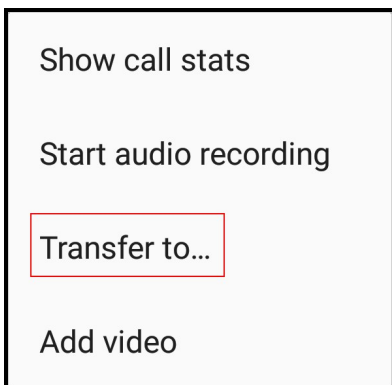 Show call stats
Start audio recording
Transfer to...
Add video